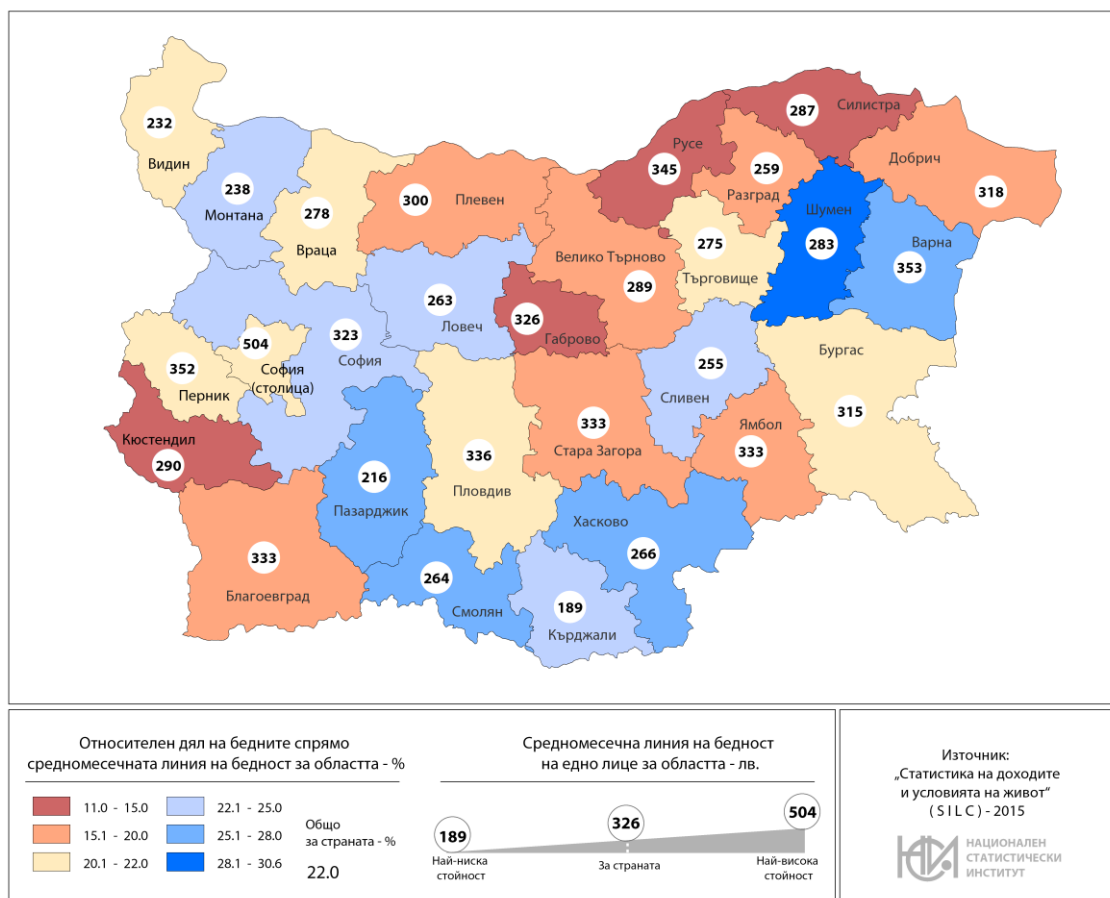 Силистра
287
Русе
345
Добрич
318
259
Разград
232
Видин
238
Монтана
300
Плевен
278
Враца
Шумен
283
Варна
353
275
Търговище
Велико Търново
289
263
Ловеч
326
Габрово
323
София
504
София
(столица)
352
Перник
255
Сливен
Бургас
315
Кюстендил
290
333
Стара Загора
Ямбол
333
336
Пловдив
216
Пазарджик
Хасково
266
333
Благоевград
264
Смолян
189
Кърджали
Относителен дял на бедните спрямо
средномесечната линия на бедност за областта - %
11.0 - 15.0
15.1 - 20.0
20.1 - 22.0
22.1 - 25.0
25.1 - 28.0
28.1 - 30.6
Общо
за страната - %
22.0
Средномесечна линия на бедност
на едно лице за областта - лв.
189
326
504
Най-ниска
стойност
За страната
Най-висока
стойност
Източник:
„Статистика на доходите
и условията на живот“
( S I L C ) - 2015
НСИ
НАЦИОНАЛЕН
СТАТИСТИЧЕСКИ
ИНСТИТУТ